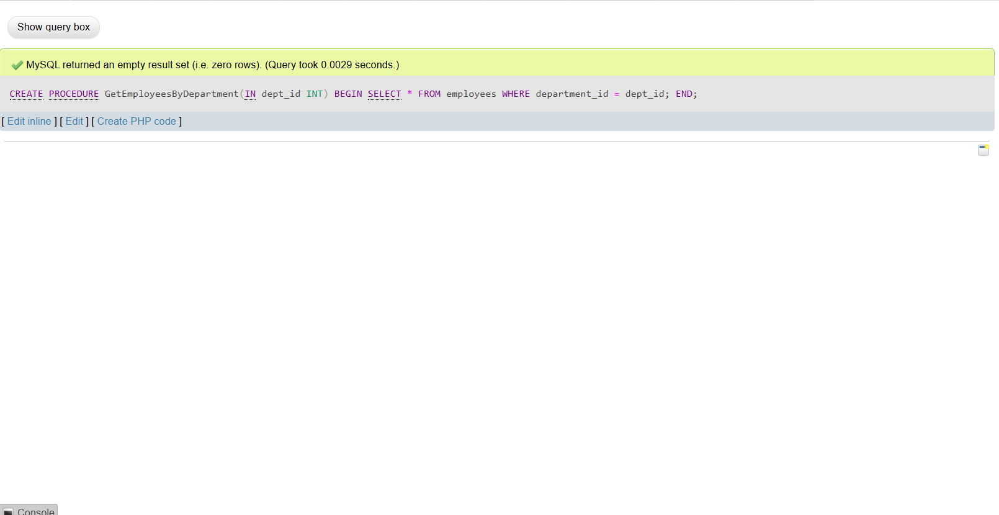 Show query box
MySQL returned an empty result set (i.e. zero rows). (Query took 0.0029 seconds.)
CREATE PROCEDURE GetEmployeesByDepartment(IN dept_id INT) BEGIN SELECT * FROM employees WHERE department_id = dept_id; END;
[ Edit inline ] [ Edit ] [ Create PHP code ]
Console